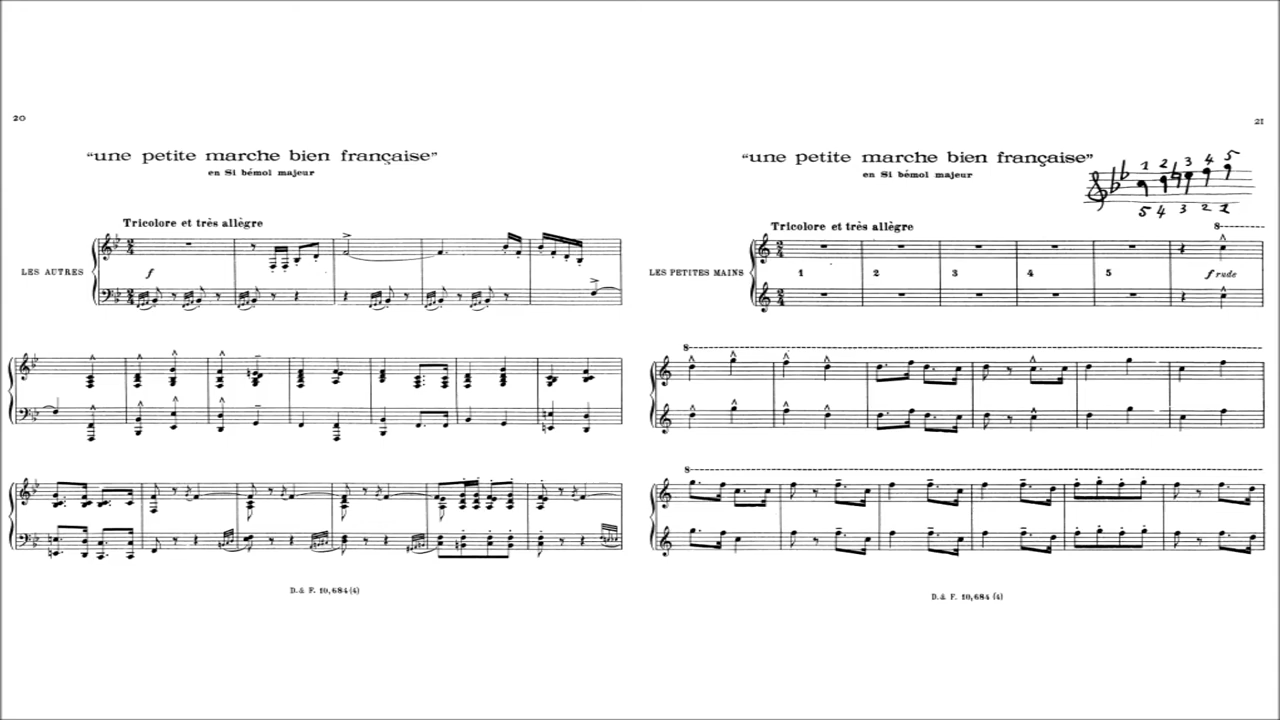 20
“une petite marche bien française”
en Si bémol majeur
Tricolore et très allègre
LES AUTRES
f
D. & F. 10,684 (4)
21
“une petite marche bien française”
en Si bémol majeur
1 2 3 4 5
5 4 3 2 1
Tricolore et très allègre
8
LES PETITES MAINS
1 2 3 4 5
f rude
8
8
D. & F. 10,684 (4)